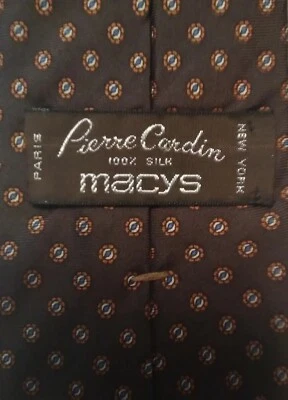 PARIS
Pierre Cardin
100% SILK
macys
NEW YORK